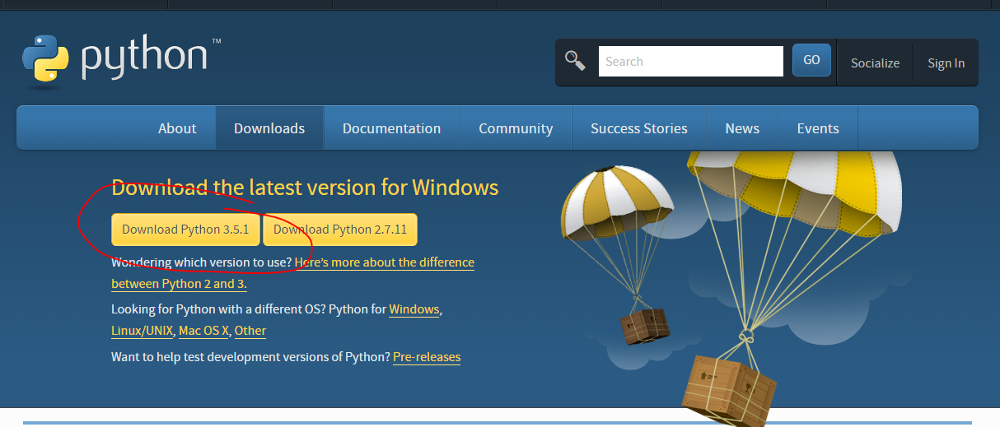 python™
Search
GO
Socialize
Sign In
About
Downloads
Documentation
Community
Success Stories
News
Events
Download the latest version for Windows
Download Python 3.5.1
Download Python 2.7.11
Wondering which version to use? Here's more about the difference
between Python 2 and 3.
Looking for Python with a different OS? Python for Windows,
Linux/UNIX, Mac OS X, Other
Want to help test development versions of Python? Pre-releases